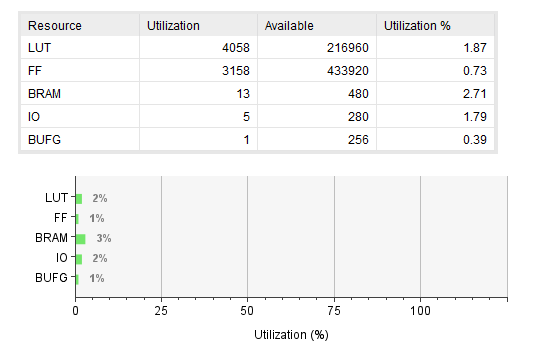 Resource Utilization Available Utilization %
LUT 4058 216960 1.87
FF 3158 433920 0.73
BRAM 13 480 2.71
IO 5 280 1.79
BUFG 1 256 0.39
LUT 2%
FF 1%
BRAM 3%
IO 2%
BUFG 1%
0 25 50 75 100
Utilization (%)